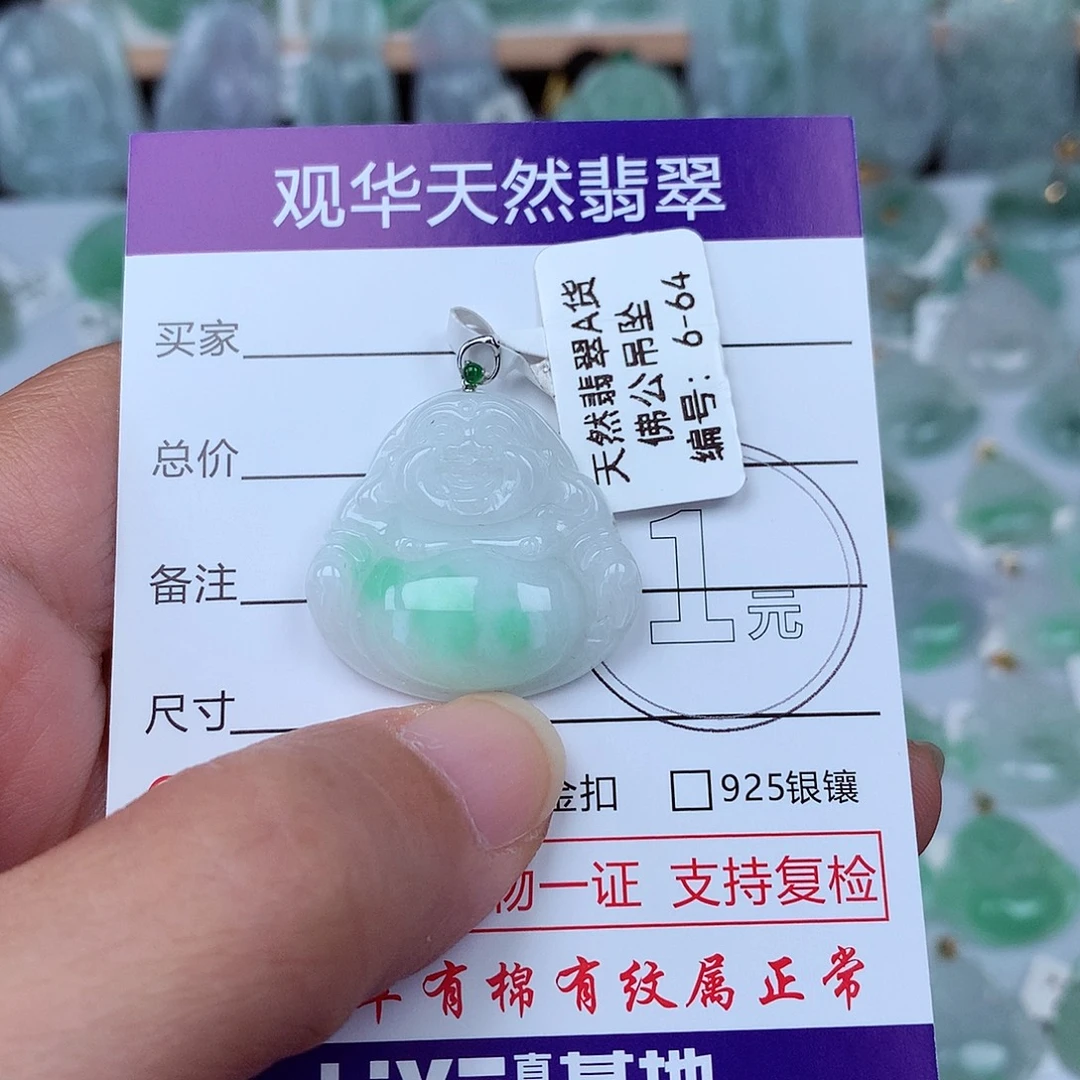 观华天然翡翠
天然翡翠A货
佛公吊坠
编号：6-64
买家
总价
备注
1元
尺寸
金扣 □925银镶
物一证 支持复检
有棉有纹属正常
基地